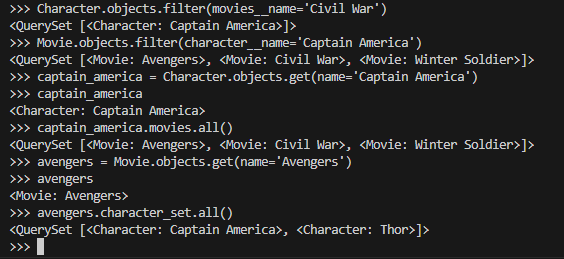 >>> Character.objects.filter(movies__name='Civil War')
<QuerySet [<Character: Captain America>]>
>>> Movie.objects.filter(character__name='Captain America')
<QuerySet [<Movie: Avengers>, <Movie: Civil War>, <Movie: Winter Soldier>]>
>>> captain_america = Character.objects.get(name='Captain America')
>>> captain_america
<Character: Captain America>
>>> captain_america.movies.all()
<QuerySet [<Movie: Avengers>, <Movie: Civil War>, <Movie: Winter Soldier>]>
>>> avengers = Movie.objects.get(name='Avengers')
>>> avengers
<Movie: Avengers>
>>> avengers.character_set.all()
<QuerySet [<Character: Captain America>, <Character: Thor>]>
>>>